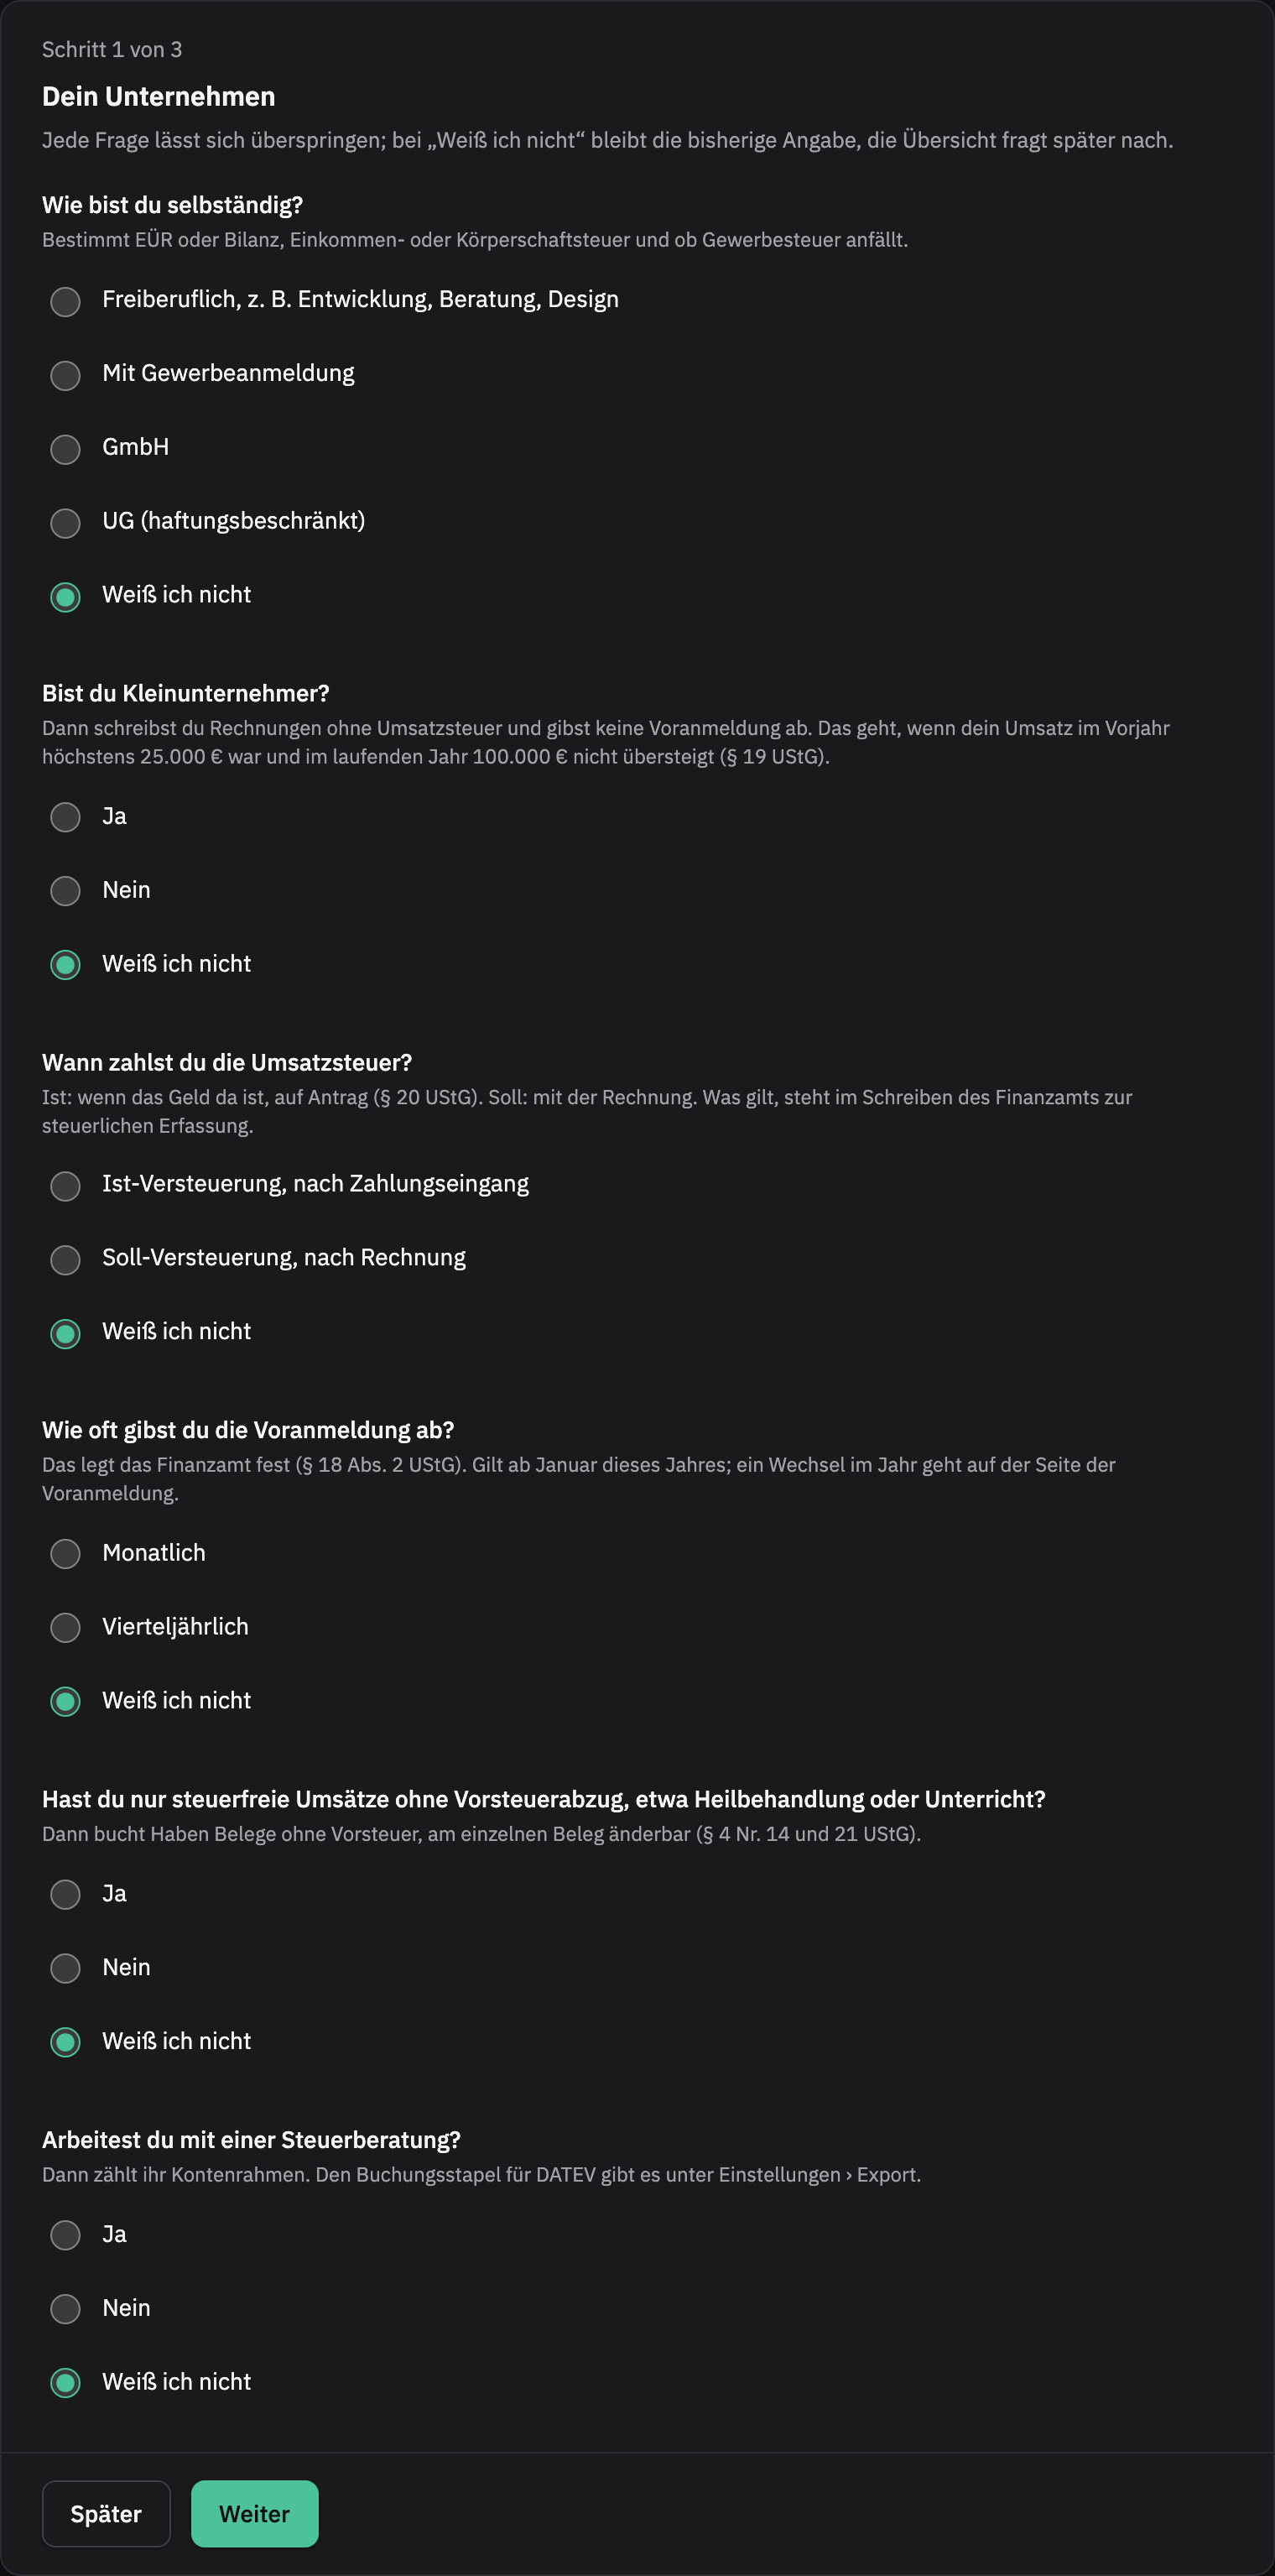 Schritt 1 von 3
Dein Unternehmen
Jede Frage lässt sich überspringen; bei „Weiß ich nicht“ bleibt die bisherige Angabe, die Übersicht fragt später nach.
Wie bist du selbständig?
Bestimmt EÜR oder Bilanz, Einkommen- oder Körperschaftsteuer und ob Gewerbesteuer anfällt.
Freiberuflich, z. B. Entwicklung, Beratung, Design
Mit Gewerbeanmeldung
GmbH
UG (haftungsbeschränkt)
Weiß ich nicht
Bist du Kleinunternehmer?
Dann schreibst du Rechnungen ohne Umsatzsteuer und gibst keine Voranmeldung ab. Das geht, wenn dein Umsatz im Vorjahr
höchstens 25.000 € war und im laufenden Jahr 100.000 € nicht übersteigt (§ 19 UStG).
Ja
Nein
Weiß ich nicht
Wann zahlst du die Umsatzsteuer?
Ist: wenn das Geld da ist, auf Antrag (§ 20 UStG). Soll: mit der Rechnung. Was gilt, steht im Schreiben des Finanzamts zur
steuerlichen Erfassung.
Ist-Versteuerung, nach Zahlungseingang
Soll-Versteuerung, nach Rechnung
Weiß ich nicht
Wie oft gibst du die Voranmeldung ab?
Das legt das Finanzamt fest (§ 18 Abs. 2 UStG). Gilt ab Januar dieses Jahres; ein Wechsel im Jahr geht auf der Seite der
Voranmeldung.
Monatlich
Vierteljährlich
Weiß ich nicht
Hast du nur steuerfreie Umsätze ohne Vorsteuerabzug, etwa Heilbehandlung oder Unterricht?
Dann bucht Haben Belege ohne Vorsteuer, am einzelnen Beleg änderbar (§ 4 Nr. 14 und 21 UStG).
Ja
Nein
Weiß ich nicht
Arbeitest du mit einer Steuerberatung?
Dann zählt ihr Kontenrahmen. Den Buchungsstapel für DATEV gibt es unter Einstellungen › Export.
Ja
Nein
Weiß ich nicht
Später
Weiter